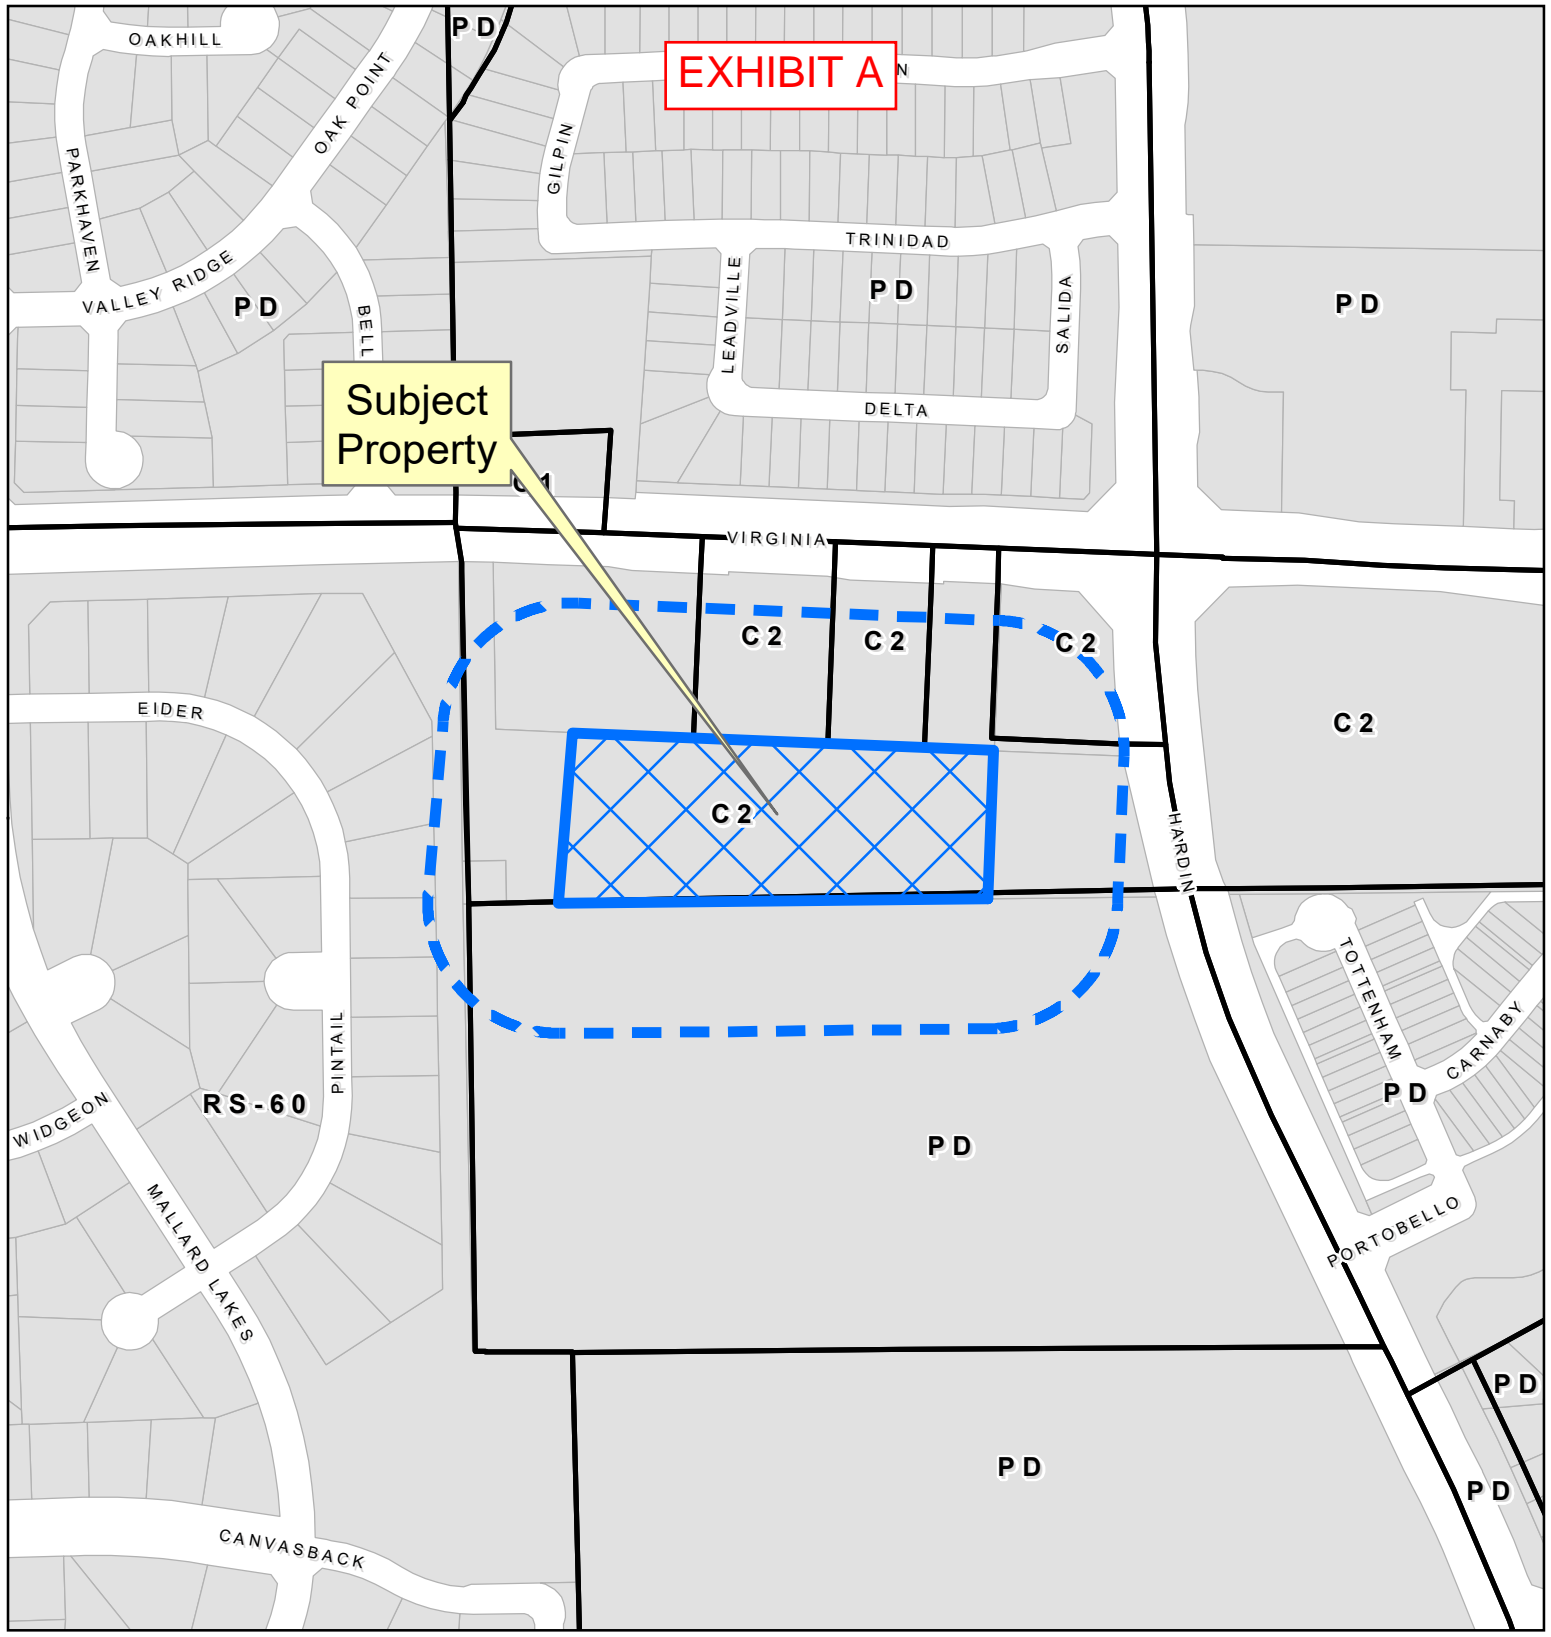 OAKHILL
PD
EXHIBIT A
N
OAK POINT
GILPIN
PARKHAVEN
TRINIDAD
VALLEY RIDGE
PD
LEADVILLE
PD
SALIDA
PD
BELL
Subject
Property
DELTA
VIRGINIA
C2
C2
C2
EIDER
C2
C2
HARDIN
TOTTENHAM
CARNABY
PINTAIL
PD
RS-60
WIDGEON
PD
MALLARD LAKES
PORTOBELLO
PD
PD
PD
CANVASBACK